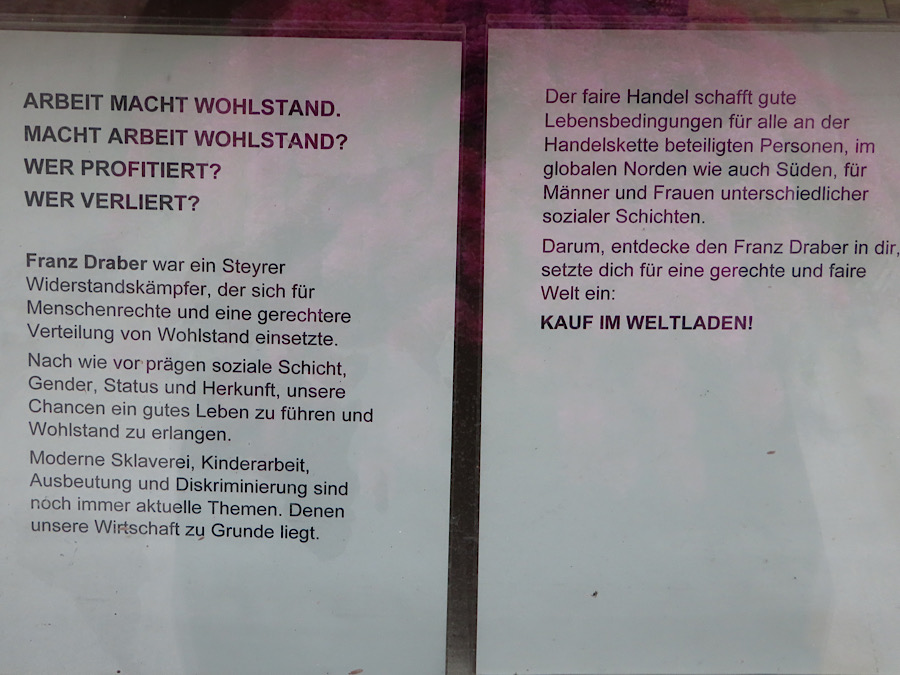 ARBEIT MACHT WOHLSTAND.
MACHT ARBEIT WOHLSTAND?
WER PROFITIERT?
WER VERLIERT?
Franz Draber war ein Steyrer
Widerstandskämpfer, der sich für
Menschenrechte und eine gerechtere
Verteilung von Wohlstand einsetzte.
Nach wie vor prägen soziale Schicht,
Gender, Status und Herkunft, unsere
Chancen ein gutes Leben zu führen und
Wohlstand zu erlangen.
Moderne Sklaverei, Kinderarbeit,
Ausbeutung und Diskriminierung sind
noch immer aktuelle Themen. Denen
unsere Wirtschaft zu Grunde liegt.
Der faire Handel schafft gute
Lebensbedingungen für alle an der
Handelskette beteiligten Personen, im
globalen Norden wie auch Süden, für
Männer und Frauen unterschiedlicher
sozialer Schichten.
Darum, entdecke den Franz Draber in dir,
setzte dich für eine gerechte und faire
Welt ein:
KAUF IM WELTLADEN!